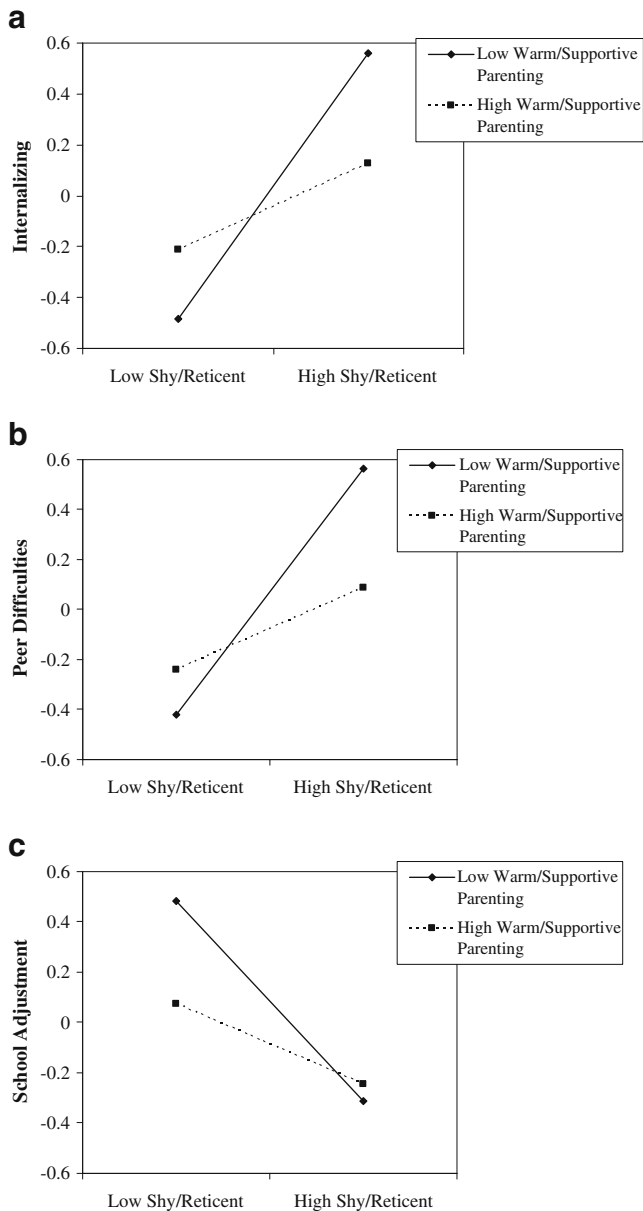 a
0.6
0.4
0.2
0
-0.2
-0.4
-0.6
Internalizing
Low Shy/Reticent
High Shy/Reticent
Low Warm/Supportive
Parenting
High Warm/Supportive
Parenting
b
0.6
0.4
0.2
0
-0.2
-0.4
-0.6
Peer Difficulties
Low Shy/Reticent
High Shy/Reticent
Low Warm/Supportive
Parenting
High Warm/Supportive
Parenting
c
0.6
0.4
0.2
0
-0.2
-0.4
-0.6
School Adjustment
Low Shy/Reticent
High Shy/Reticent
Low Warm/Supportive
Parenting
High Warm/Supportive
Parenting